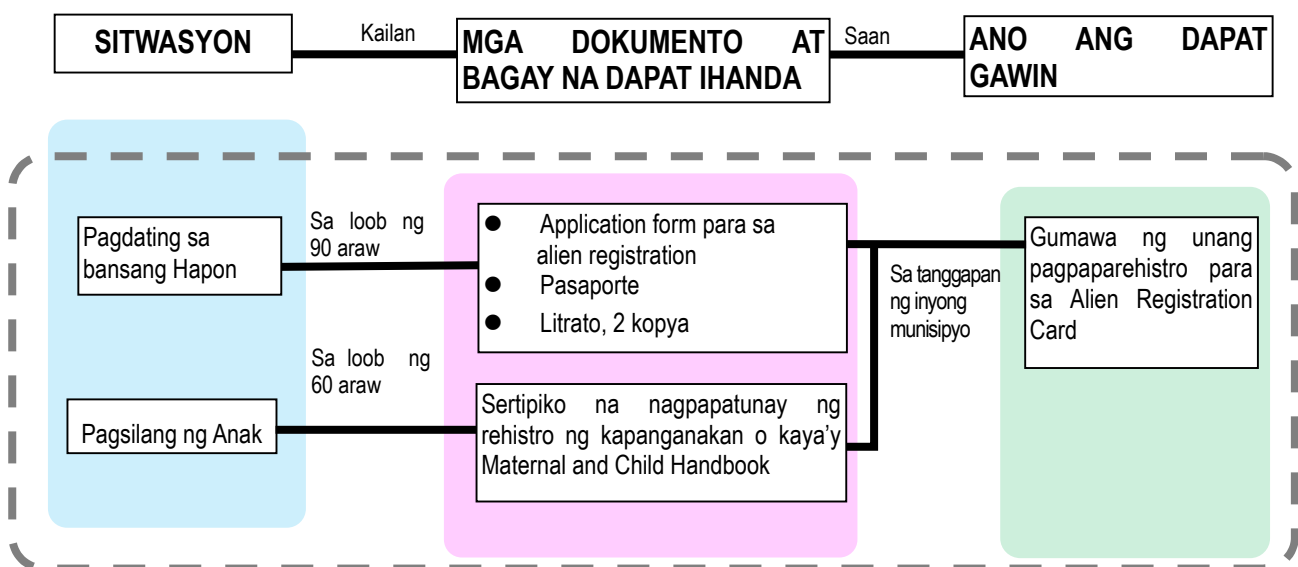 SITWASYON
Kailan
MGA DOKUMENTO AT
BAGAY NA DAPAT IHANDA
Saan
ANO ANG DAPAT
GAWIN
Pagdating sa
bansang Hapon
Sa loob ng
90 araw
● Application form para sa
alien registration
● Pasaporte
● Litrato, 2 kopya
Sa tanggapan
ng inyong
munisipyo
Gumawa ng unang
pagpaparehistro para
sa Alien Registration
Card
Sa loob ng
60 araw
Pagsilang ng Anak
Sertipiko na nagpapatunay ng
rehistro ng kapanganakan o kaya’y
Maternal and Child Handbook